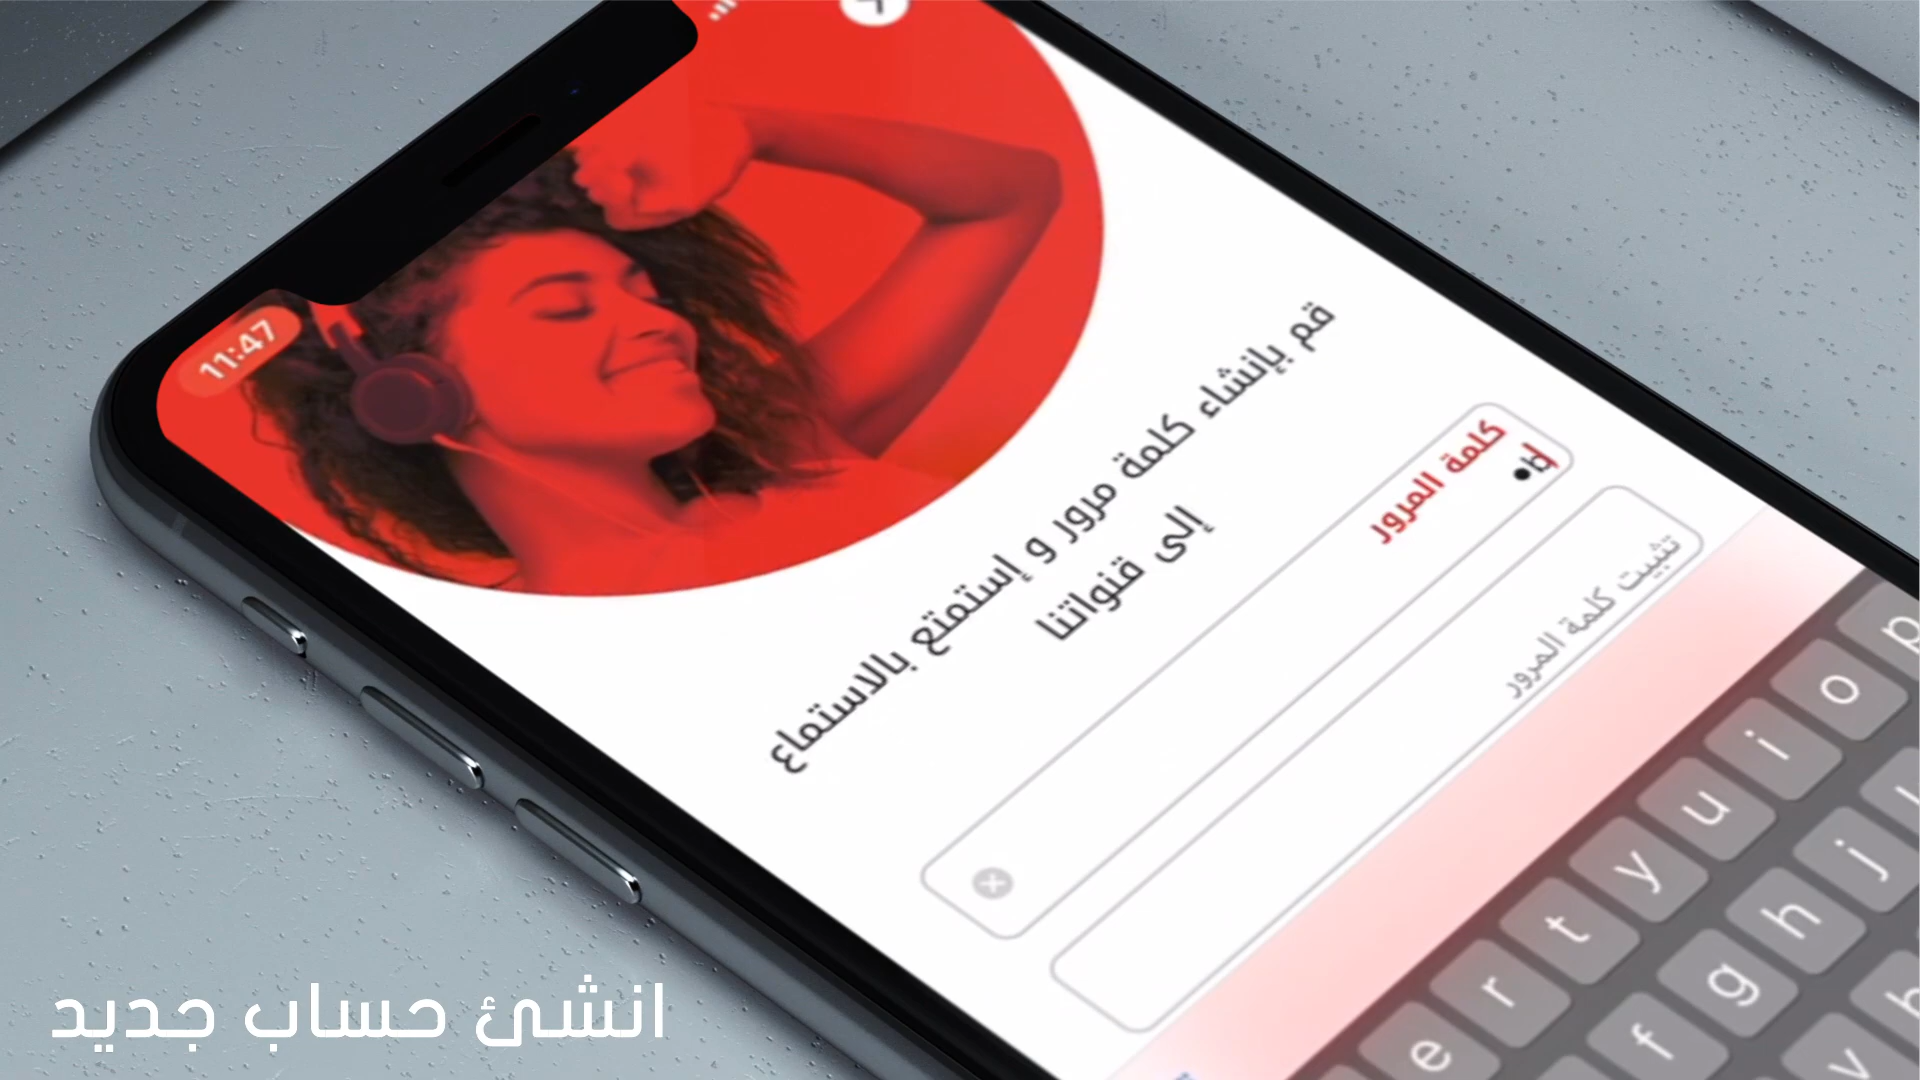 11:47
قم بإنشاء كلمة مرور و إستمتع بالاستماع
إلى قنواتنا
كلمة المرور
•b
تثبيت كلمة المرور
e r t y u i o p
f g h j
v
انشئ حساب جديد